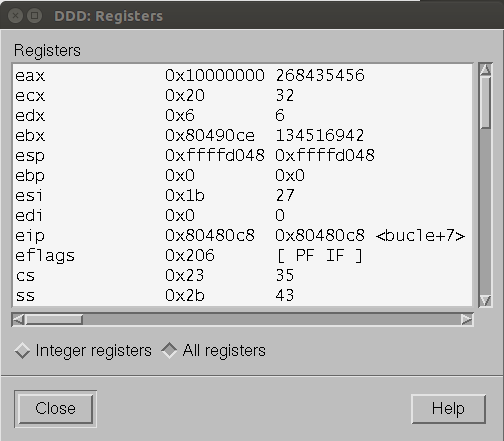 DDD: Registers
Registers
eax 0x10000000 268435456
ecx 0x20 32
edx 0x6 6
ebx 0x80490ce 134516942
esp 0xffffd048 0xffffd048
ebp 0x0 0x0
esi 0x1b 27
edi 0x0 0
eip 0x80480c8 0x80480c8 <bucle+7>
eflags 0x206 [ PF IF ]
cs 0x23 35
ss 0x2b 43
Integer registers All registers
Close Help